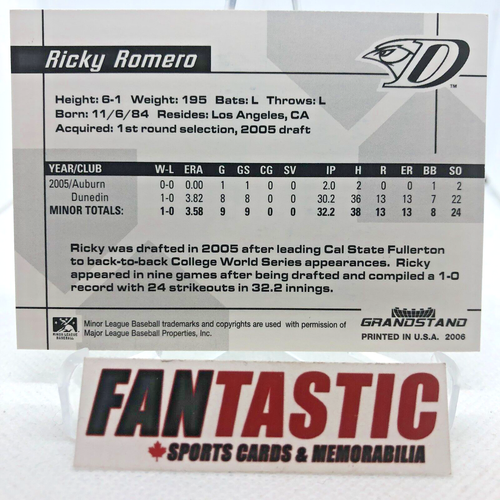 Ricky Romero
D
TM
Height: 6-1 Weight: 195 Bats: L Throws: L
Born: 11/6/84 Resides: Los Angeles, CA
Acquired: 1st round selection, 2005 draft
YEAR/CLUB W-L ERA G GS CG SV IP H R ER BB SO
2005/Auburn 0-0 0.00 1 1 0 0 2.0 2 0 0 1 2
Dunedin 1-0 3.82 8 8 0 0 30.2 36 13 13 7 22
MINOR TOTALS: 1-0 3.58 9 9 0 0 32.2 38 13 13 8 24
Ricky was drafted in 2005 after leading Cal State Fullerton
to back-to-back College World Series appearances. Ricky
appeared in nine games after being drafted and compiled a 1-0
record with 24 strikeouts in 32.2 innings.
MINOR LEAGUE
BASEBALL
Minor League Baseball trademarks and copyrights are used with permission of
Major League Baseball Properties, Inc.
GRANDSTAND
PRINTED IN U.S.A. 2006
FANTASTIC
SPORTS CARDS & MEMORABILIA